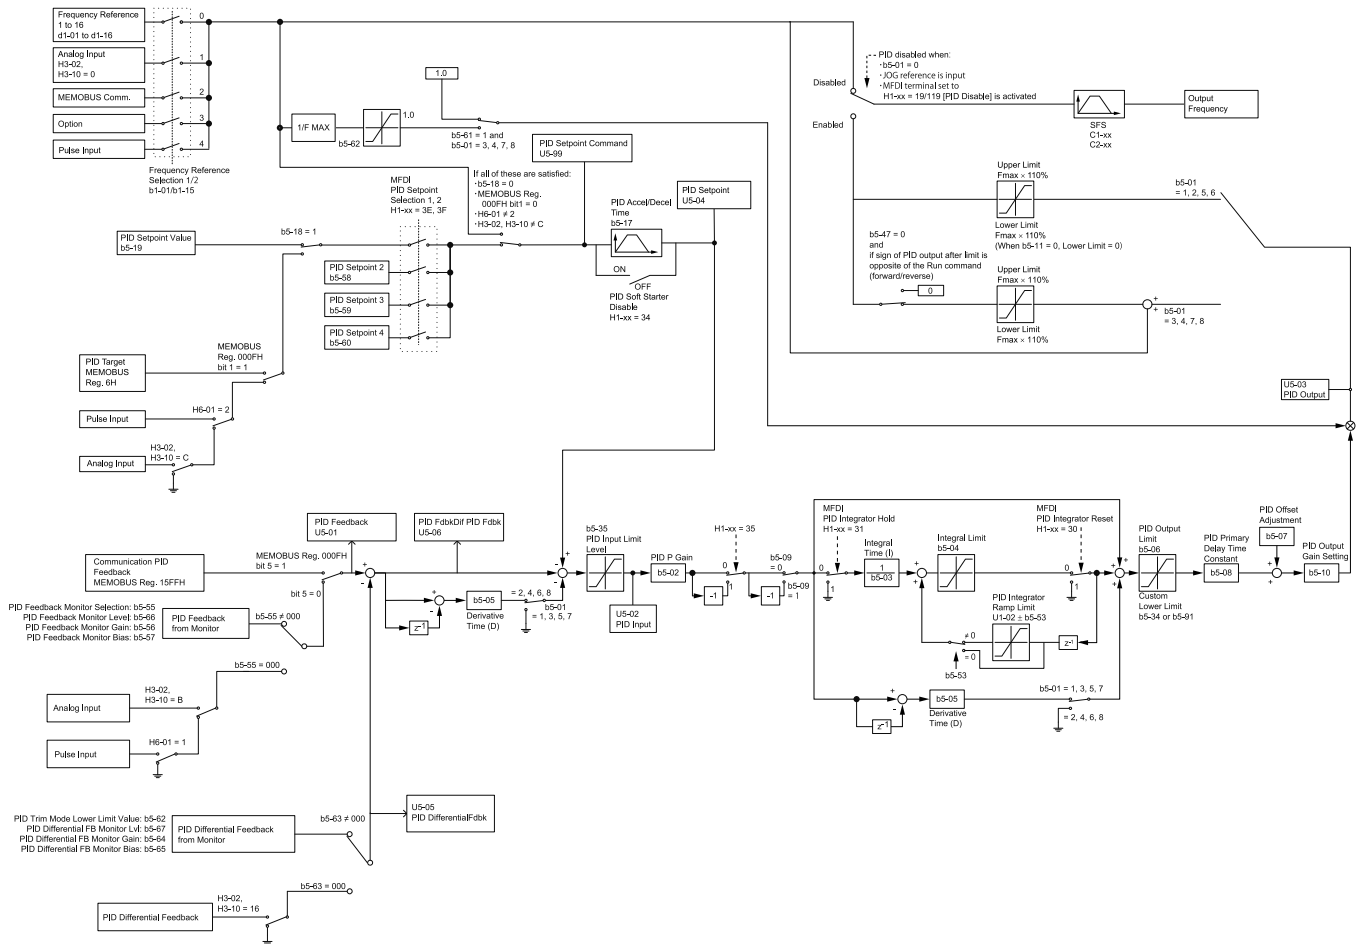 Frequency Reference
1 to 16
d1-01 to d1-16
0
Analog Input
H3-02,
H3-10 = 0
1
MEMOBUS Comm.
2
Option
3
Pulse Input
4
Frequency Reference
Selection 1/2
b1-01/b1-15
1.0
1/F MAX
b5-62
1.0
b5-61 = 1 and
b5-01 = 3, 4, 7, 8
PID disabled when:
・b5-01 = 0
・JOG reference is input
・MFDI terminal set to
H1-xx = 19/119 [PID Disable] is activated
Disabled
Enabled
SFS
C1-xx
C2-xx
Output
Frequency
PID Setpoint Command
U5-99
If all of these are satisfied:
・b5-18 = 0
・MEMOBUS Reg.
000FH bit1 = 0
・H6-01 ≠ 2
・H3-02, H3-10 ≠ C
MFDI
PID Setpoint
Selection 1, 2
H1-xx = 3E, 3F
PID Accel/Decel
Time
b5-17
PID Setpoint
U5-04
ON
OFF
PID Soft Starter
Disable
H1-xx = 34
PID Setpoint Value
b5-19
b5-18 = 1
PID Setpoint 2
b5-58
PID Setpoint 3
b5-59
PID Setpoint 4
b5-60
Upper Limit
Fmax × 110%
Lower Limit
Fmax × 110%
(When b5-11 = 0, Lower Limit = 0)
b5-01
= 1, 2, 5, 6
b5-47 = 0
and
if sign of PID output after limit is
opposite of the Run command
(forward/reverse)
0
Upper Limit
Fmax × 110%
Lower Limit
Fmax × 110%
+
+
b5-01
= 3, 4, 7, 8
PID Target
MEMOBUS
Reg. 6H
MEMOBUS
Reg. 000FH
bit 1 = 1
Pulse Input
H6-01 = 2
Analog Input
H3-02,
H3-10 = C
U5-03
PID Output
PID Feedback
U5-01
PID FdbkDif PID Fdbk
U5-06
Communication PID
Feedback
MEMOBUS Reg. 15FFH
MEMOBUS Reg. 000FH
bit 5 = 1
bit 5 = 0
+
-
PID Feedback Monitor Selection: b5-55
PID Feedback Monitor Level: b5-66
PID Feedback Monitor Gain: b5-56
PID Feedback Monitor Bias: b5-57
PID Feedback
from Monitor
b5-55 ≠ 000
b5-55 = 000
+
-
z-1
b5-05
Derivative
Time (D)
= 2, 4, 6, 8
b5-01
= 1, 3, 5, 7
+
-
-
b5-35
PID Input Limit
Level
U5-02
PID Input
PID P Gain
b5-02
H1-xx = 35
0
1
-1
b5-09
= 0
b5-09
= 1
-1
MFDI
PID Integrator Hold
H1-xx = 31
0
1
Integral
Time (I)
1
b5-03
+
+
Integral Limit
b5-04
MFDI
PID Integrator Reset
H1-xx = 30
0
1
PID Integrator
Ramp Limit
U1-02 ± b5-53
≠ 0
= 0
b5-53
z-1
+
+
+
PID Output
Limit
b5-06
Custom
Lower Limit
b5-34 or b5-91
PID Primary
Delay Time
Constant
b5-08
PID Offset
Adjustment
b5-07
+
+
PID Output
Gain Setting
b5-10
+
-
z-1
b5-05
Derivative
Time (D)
b5-01 = 1, 3, 5, 7
= 2, 4, 6, 8
Analog Input
H3-02,
H3-10 = B
Pulse Input
H6-01 = 1
U5-05
PID DifferentialFdbk
PID Trim Mode Lower Limit Value: b5-62
PID Differential FB Monitor Lvl: b5-67
PID Differential FB Monitor Gain: b5-64
PID Differential FB Monitor Bias: b5-65
PID Differential Feedback
from Monitor
b5-63 ≠ 000
b5-63 = 000
PID Differential Feedback
H3-02,
H3-10 = 16